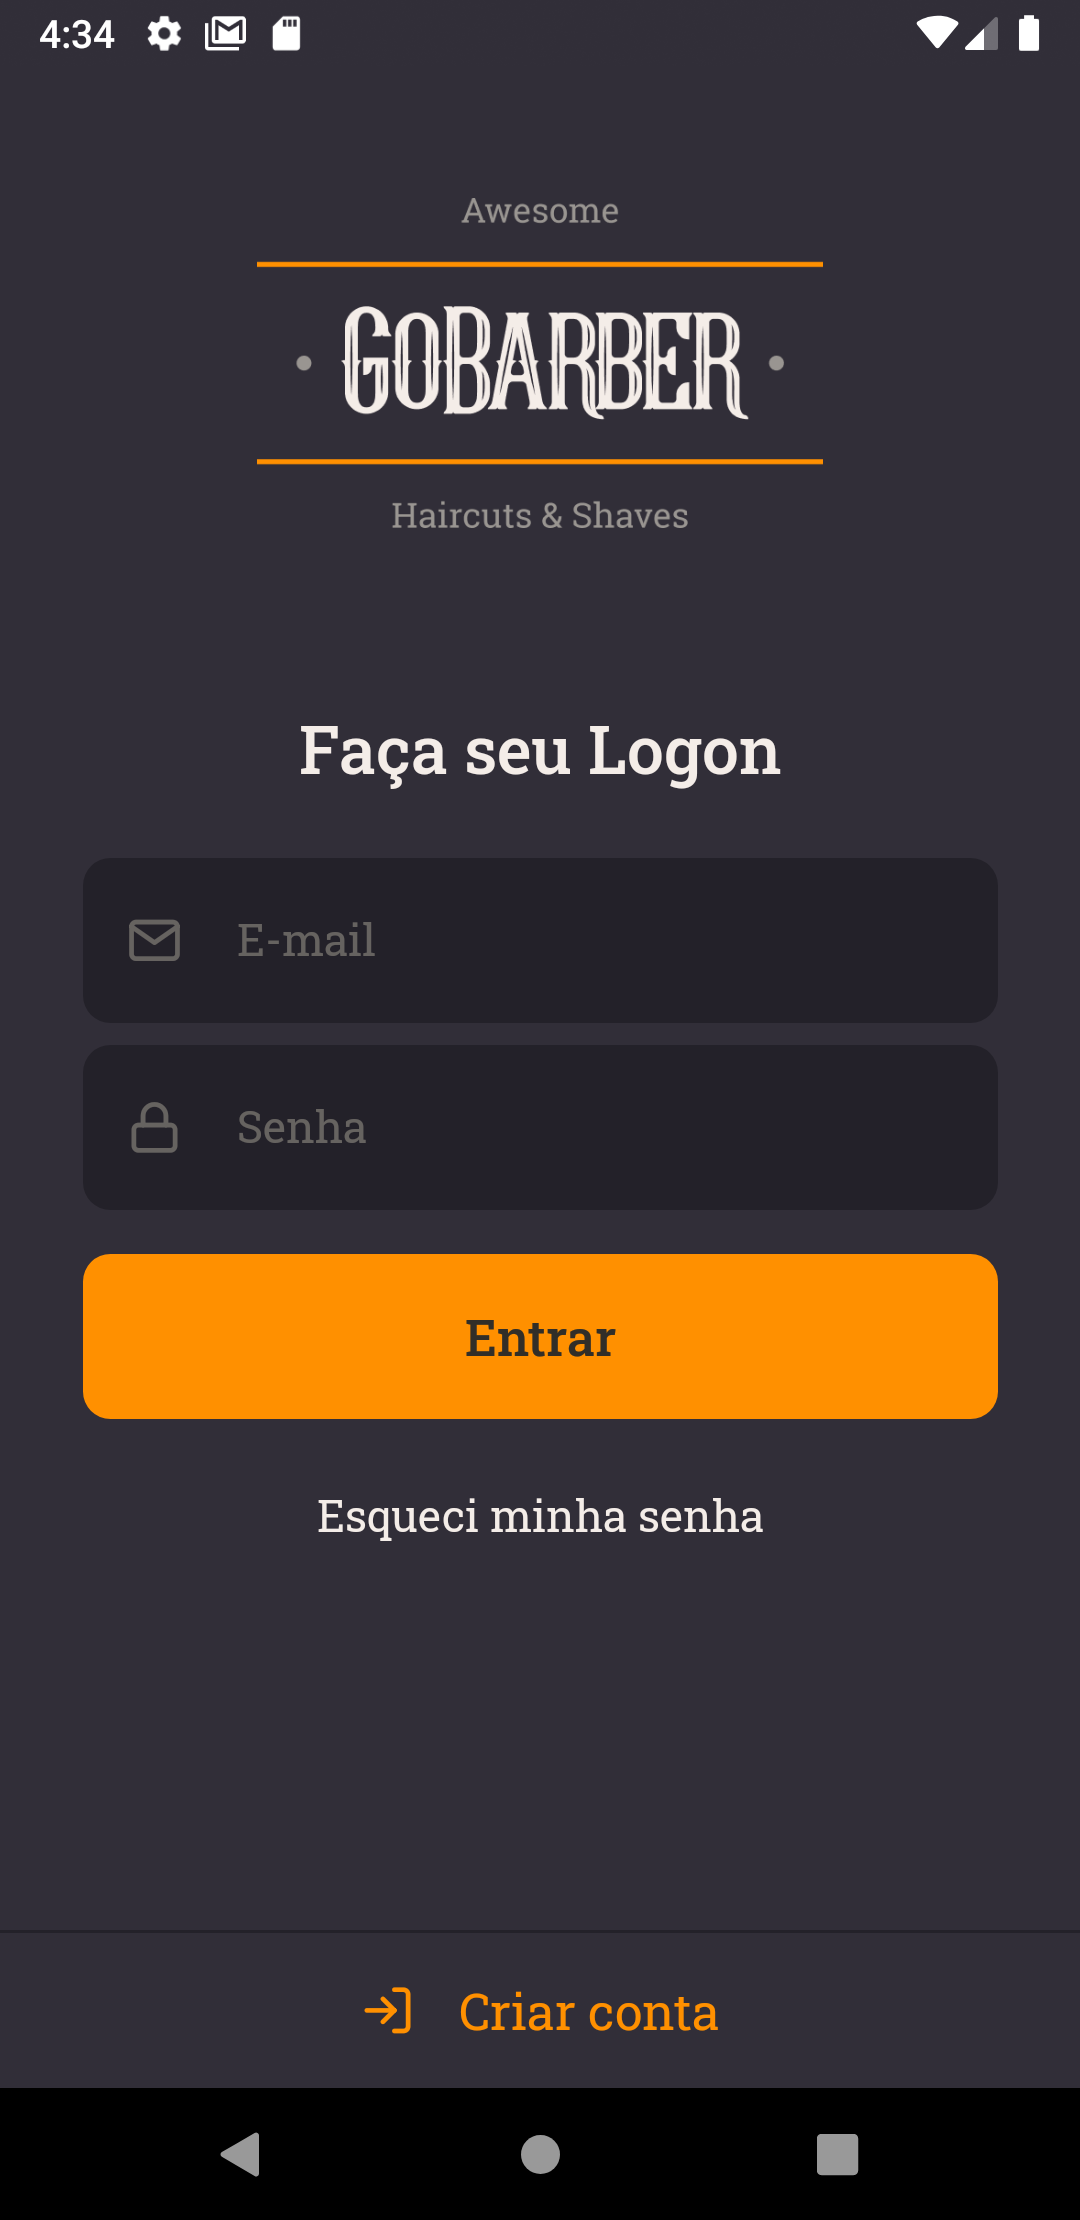 4:34
Awesome
• GOBARBER •
Haircuts & Shaves
Faça seu Logon
E-mail
Senha
Entrar
Esqueci minha senha
Criar conta